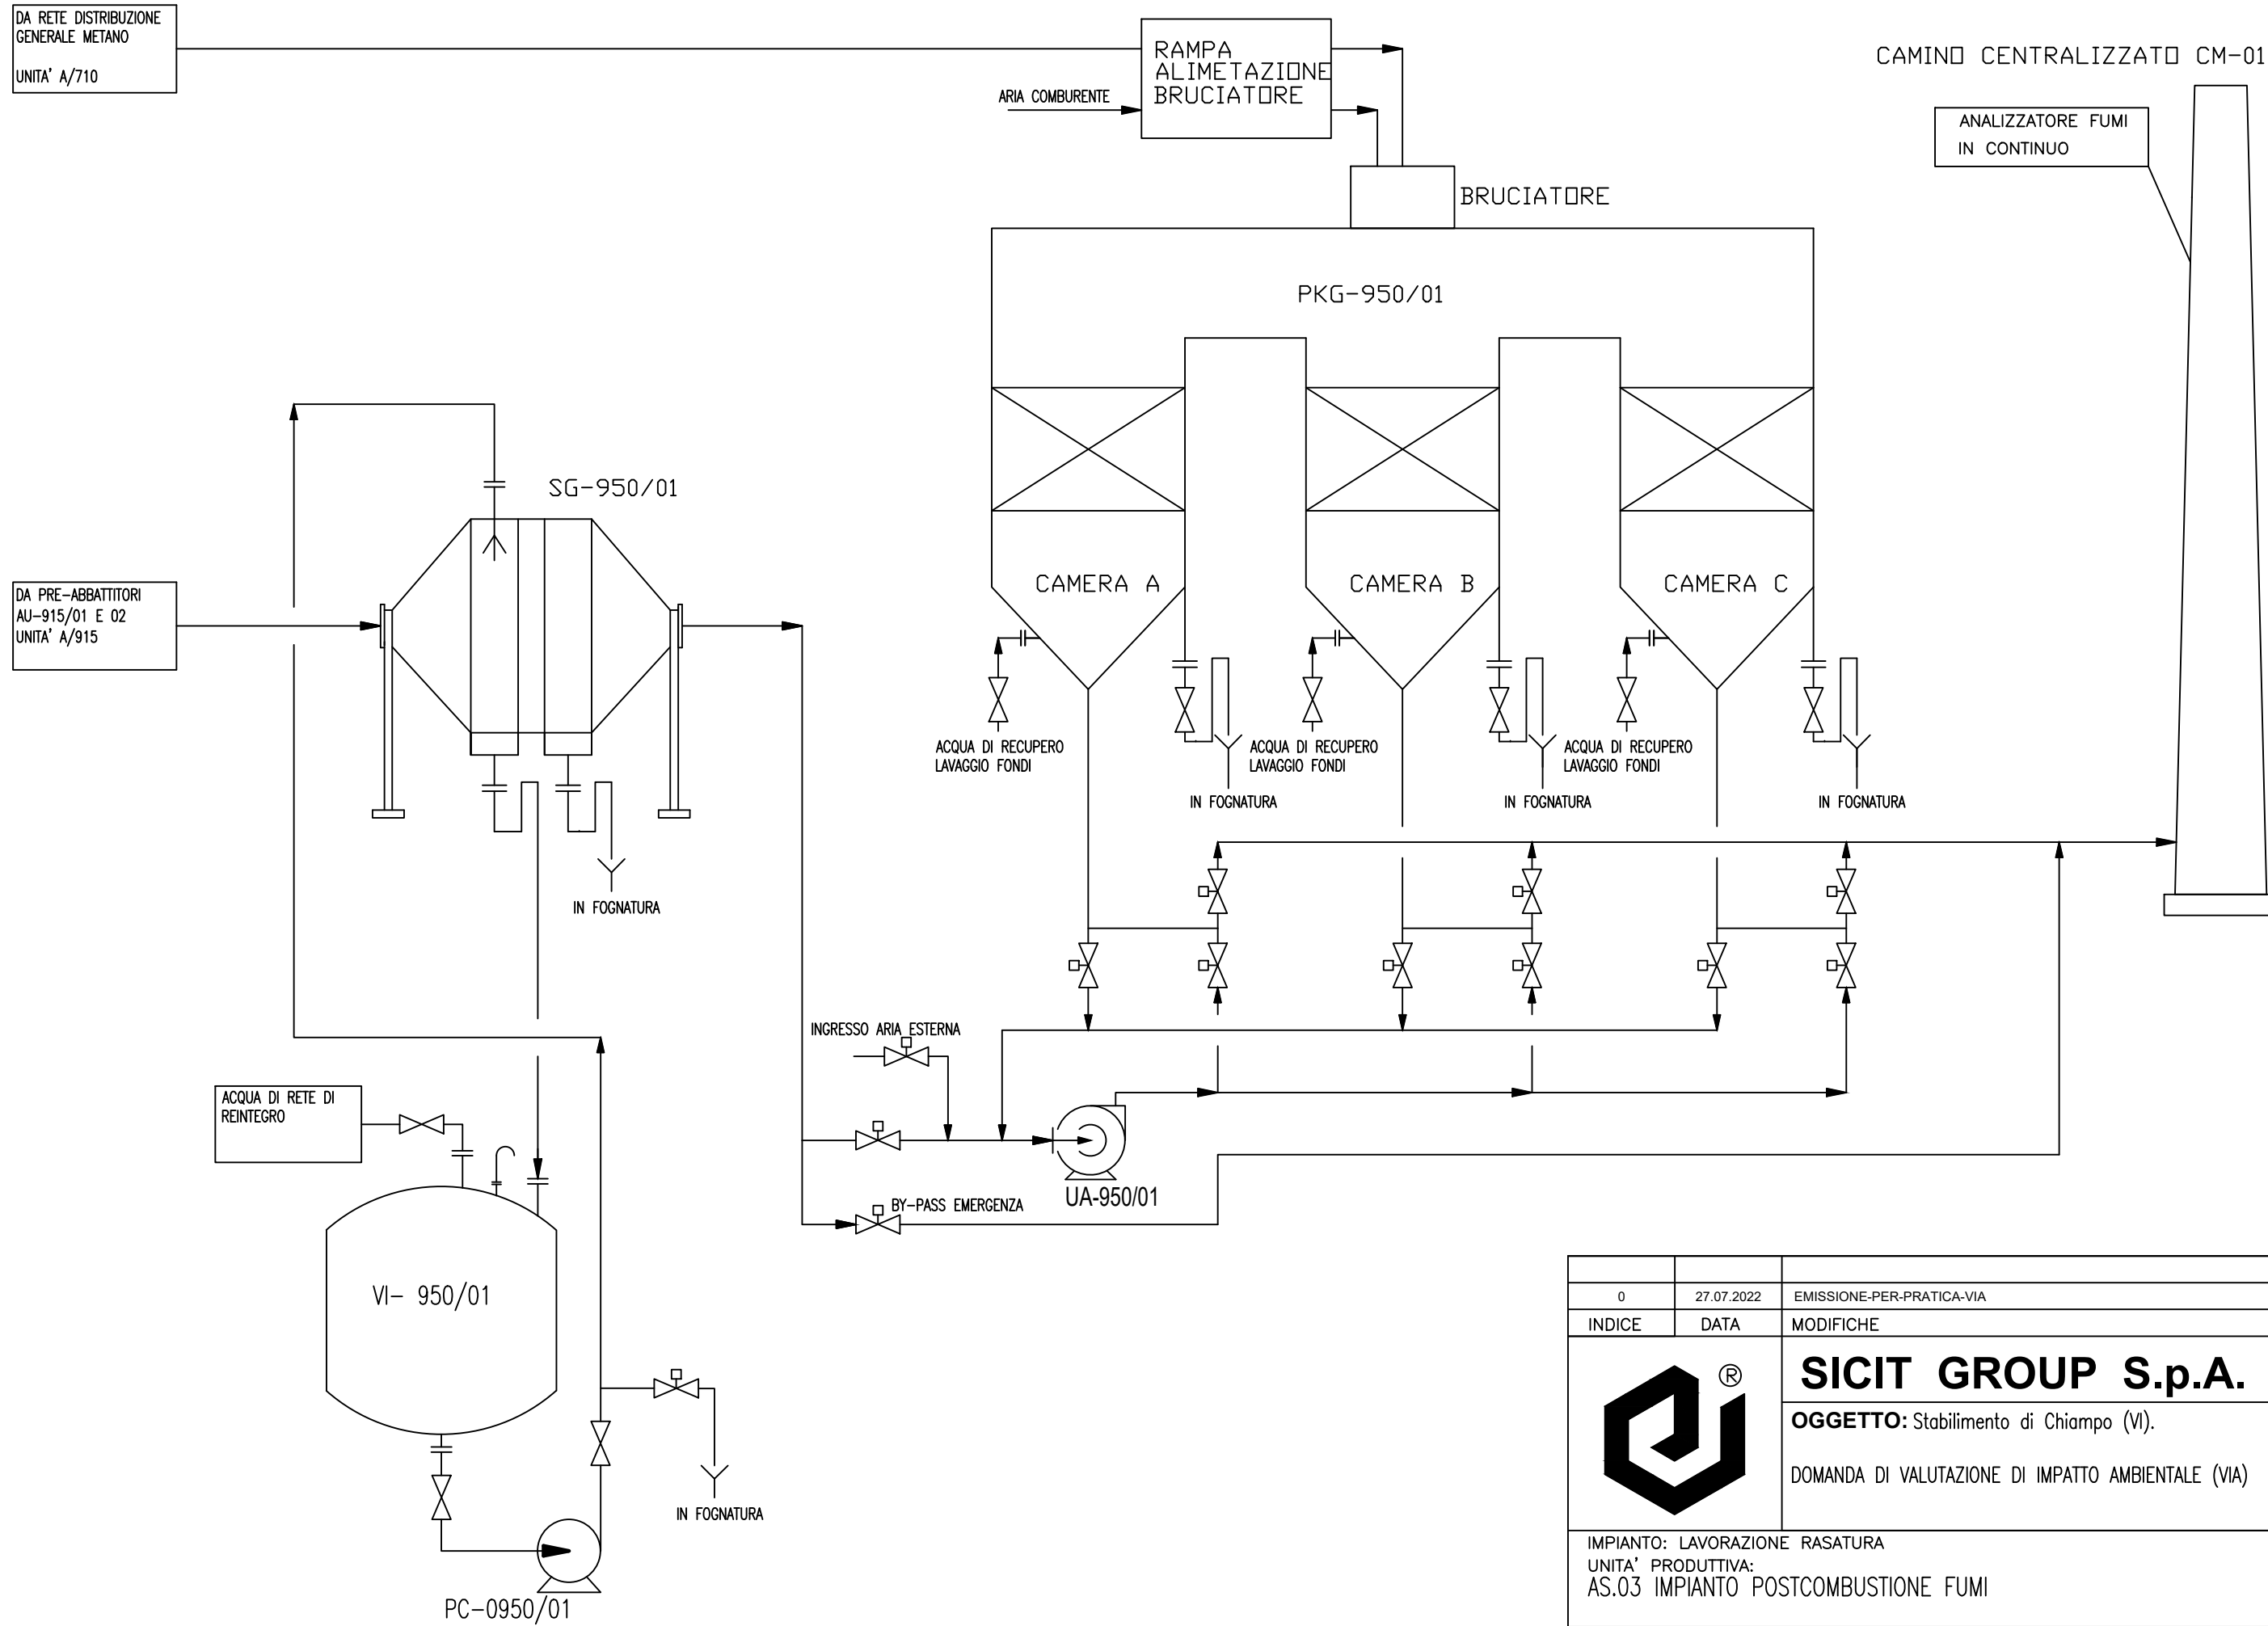 DA RETE DISTRIBUZIONE
GENERALE METANO
UNITA' A/710
RAMPA
ALIMETAZIONE
BRUCIATORE
ARIA COMBURENTE
CAMINO CENTRALIZZATO CM-01
ANALIZZATORE FUMI
IN CONTINUO
BRUCIATORE
PKG-950/01
SG-950/01
DA PRE-ABBATTITORI
AU-915/01 E 02
UNITA' A/915
CAMERA A
CAMERA B
CAMERA C
ACQUA DI RECUPERO
LAVAGGIO FONDI
ACQUA DI RECUPERO
LAVAGGIO FONDI
ACQUA DI RECUPERO
LAVAGGIO FONDI
IN FOGNATURA
IN FOGNATURA
IN FOGNATURA
IN FOGNATURA
INGRESSO ARIA ESTERNA
ACQUA DI RETE DI
REINTEGRO
UA-950/01
BY-PASS EMERGENZA
VI- 950/01
IN FOGNATURA
PC-0950/01
0 27.07.2022 EMISSIONE-PER-PRATICA-VIA
INDICE DATA MODIFICHE
®
SICIT GROUP S.p.A.
OGGETTO: Stabilimento di Chiampo (VI).
DOMANDA DI VALUTAZIONE DI IMPATTO AMBIENTALE (VIA)
IMPIANTO: LAVORAZIONE RASATURA
UNITA' PRODUTTIVA:
AS.03 IMPIANTO POSTCOMBUSTIONE FUMI